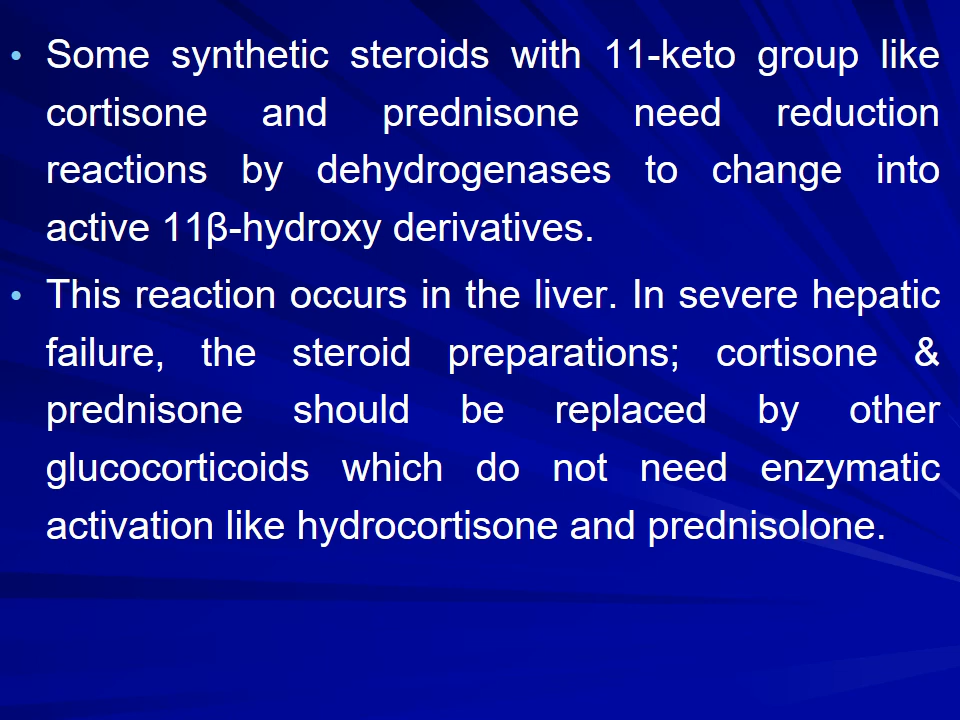 • Some synthetic steroids with 11-keto group like
cortisone and prednisone need reduction
reactions by dehydrogenases to change into
active 11β-hydroxy derivatives.
• This reaction occurs in the liver. In severe hepatic
failure, the steroid preparations; cortisone &
prednisone should be replaced by other
glucocorticoids which do not need enzymatic
activation like hydrocortisone and prednisolone.